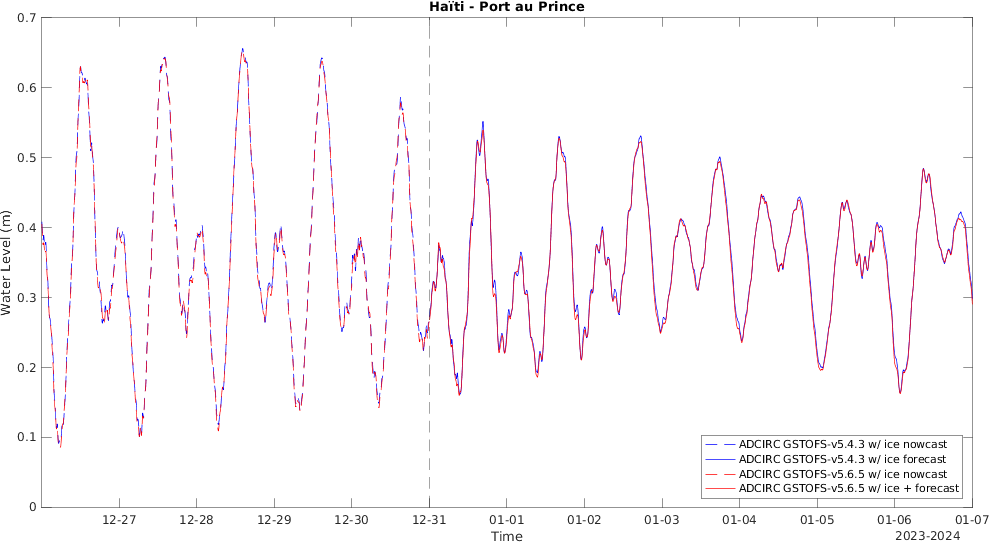 Haïti - Port au Prince
Water Level (m)
0.7
0.6
0.5
0.4
0.3
0.2
0.1
0
ADCIRC GSTOFS-v5.4.3 w/ ice nowcast
ADCIRC GSTOFS-v5.4.3 w/ ice forecast
ADCIRC GSTOFS-v5.6.5 w/ ice nowcast
ADCIRC GSTOFS-v5.6.5 w/ ice + forecast
12-27 12-28 12-29 12-30 12-31 01-01 01-02 01-03 01-04 01-05 01-06 01-07
Time
2023-2024